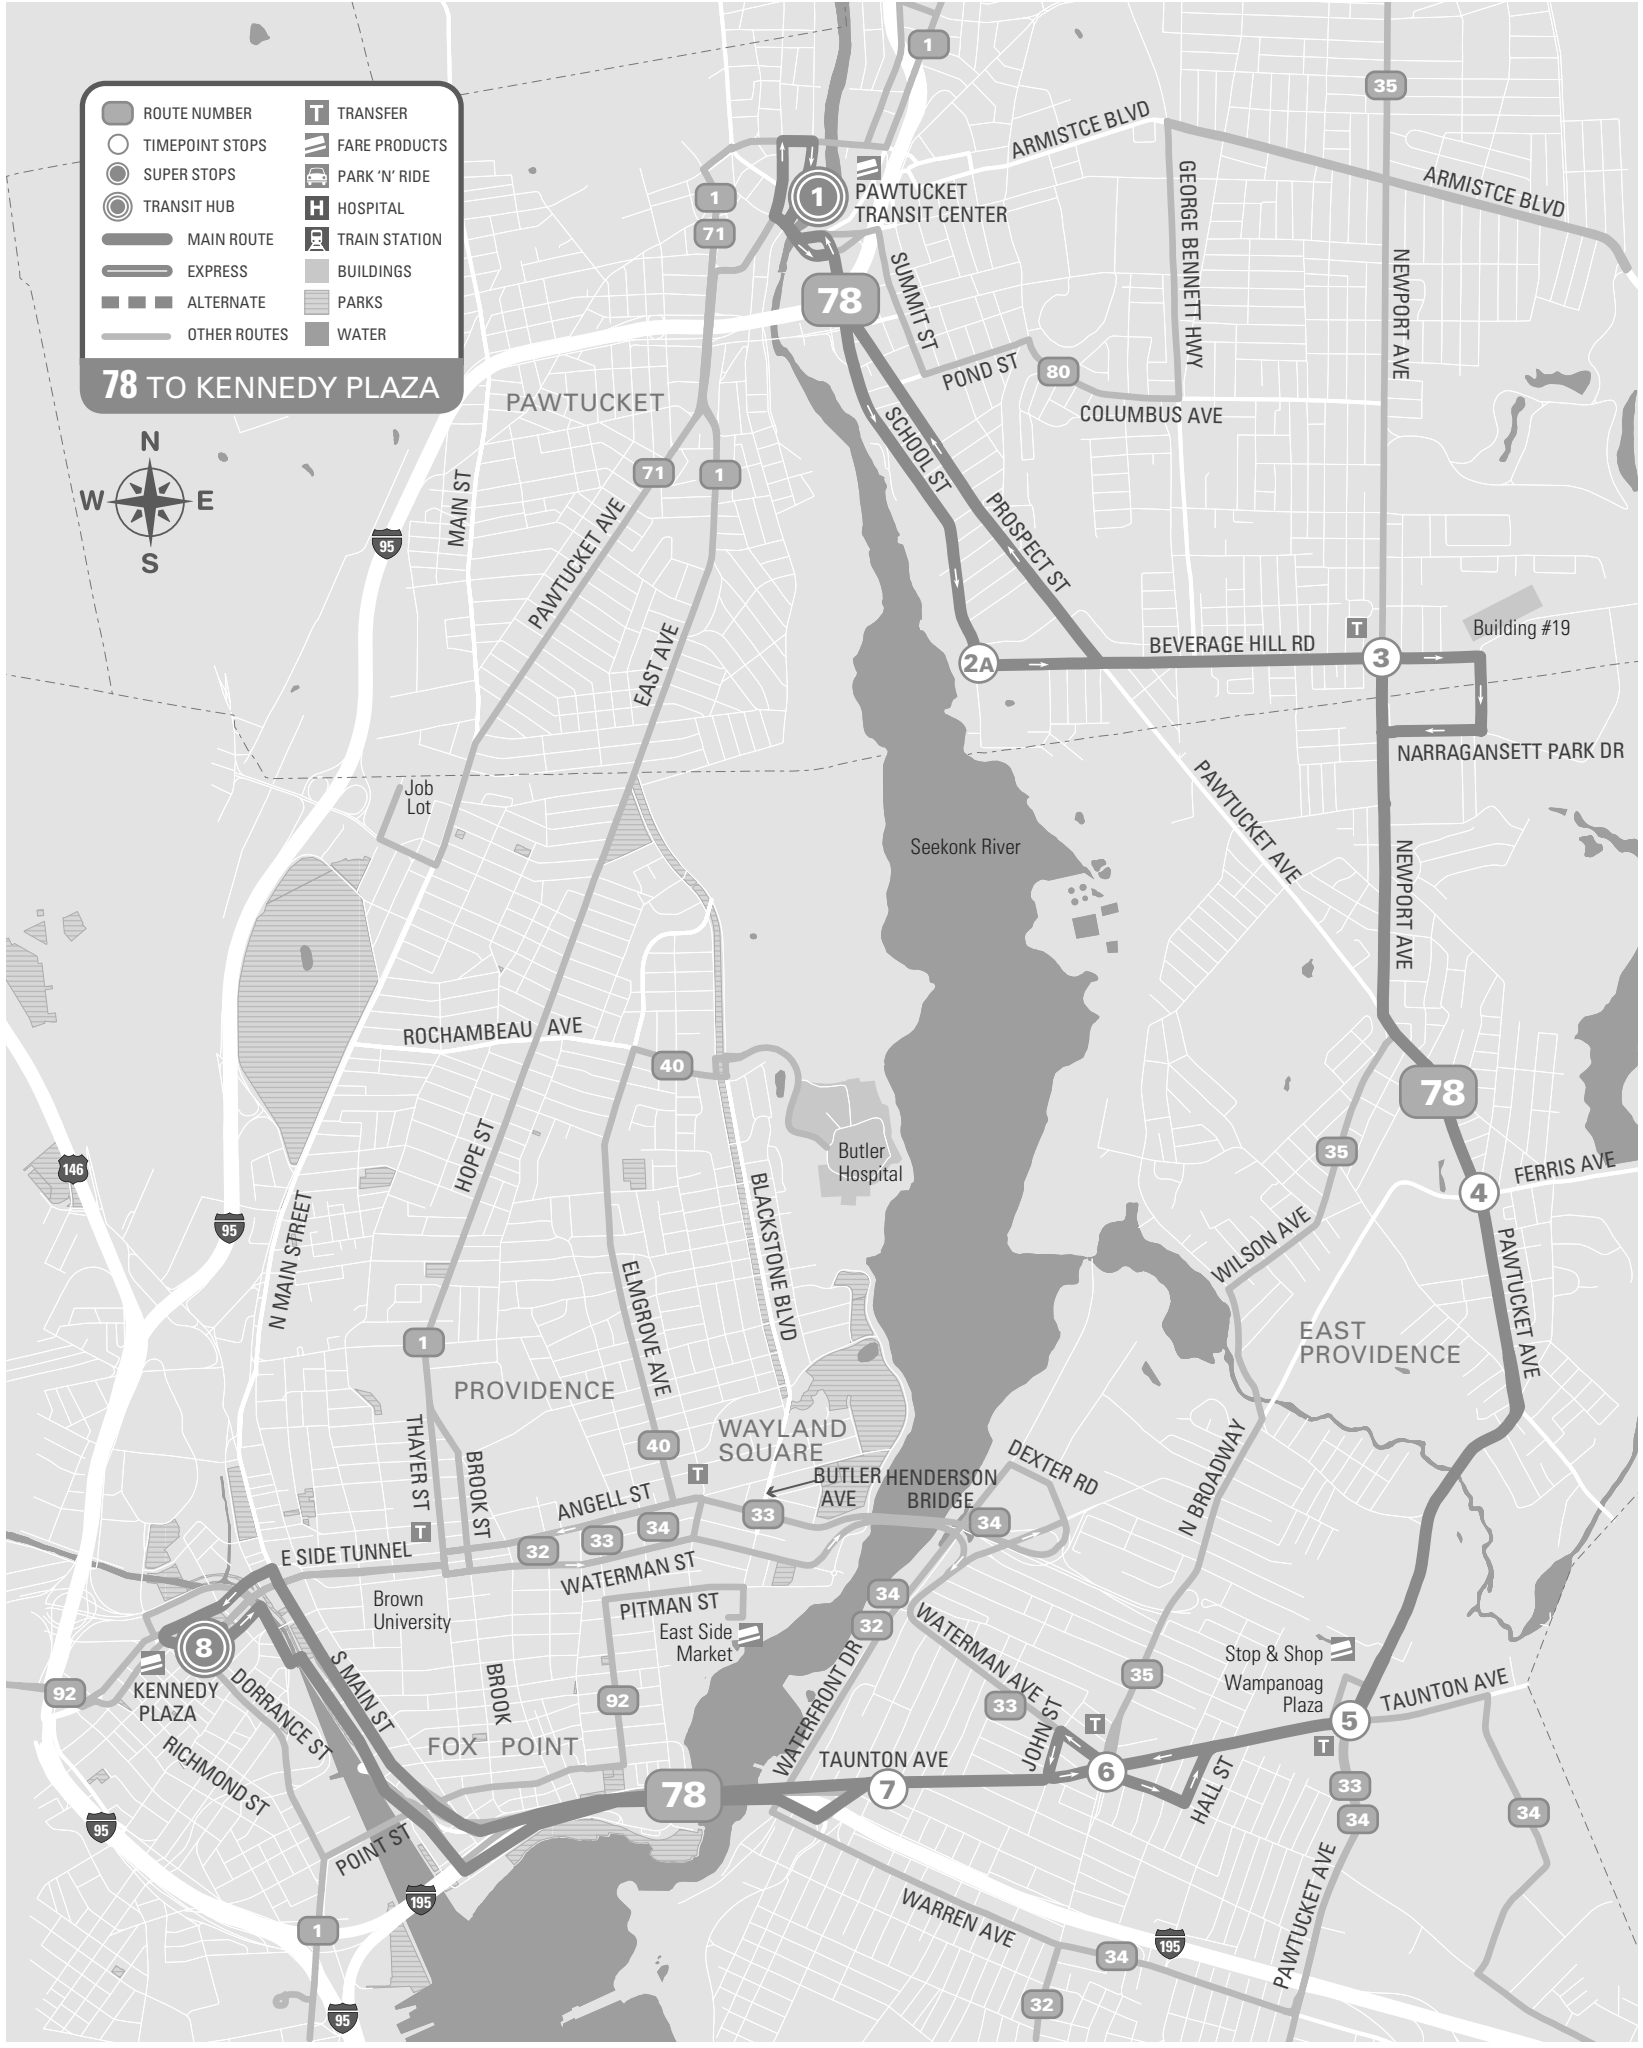 ROUTE NUMBER
TIMEPOINT STOPS
SUPER STOPS
TRANSIT HUB
MAIN ROUTE
EXPRESS
ALTERNATE
OTHER ROUTES
T TRANSFER
FARE PRODUCTS
PARK 'N' RIDE
H HOSPITAL
TRAIN STATION
BUILDINGS
PARKS
WATER
78 TO KENNEDY PLAZA
N
W E
S
1
35
ARMISTCE BLVD
ARMISTCE BLVD
GEORGE BENNETT HWY
NEWPORT AVE
1
71
1
PAWTUCKET
TRANSIT CENTER
78
SUMMIT ST
POND ST
80
COLUMBUS AVE
PAWTUCKET
SCHOOL ST
PROSPECT ST
71
1
MAIN ST
95
PAWTUCKET AVE
EAST AVE
2A
BEVERAGE HILL RD
T
3
Building #19
NARRAGANSETT PARK DR
Job
Lot
PAWTUCKET AVE
Seekonk River
NEWPORT AVE
ROCHAMBEAU AVE
40
78
35
Butler
Hospital
HOPE ST
146
95
N MAIN STREET
BLACKSTONE BLVD
FERRIS AVE
4
WILSON AVE
PAWTUCKET AVE
ELMGROVE AVE
EAST
PROVIDENCE
1
PROVIDENCE
WAYLAND
SQUARE
40
T
THAYER ST
BROOK ST
BUTLER
AVE
HENDERSON
BRIDGE
DEXTER RD
N BROADWAY
ANGELL ST
33
34
34
33
32
T
E SIDE TUNNEL
WATERMAN ST
Brown
University
PITMAN ST
East Side
Market
34
32
WATERMAN AVE
WATERFRONT DR
8
KENNEDY
PLAZA
92
DORRANCE ST
S MAIN ST
RICHMOND ST
BROOK
92
FOX POINT
35
33
JOHN ST
T
Stop & Shop
Wampanoag
Plaza
5
TAUNTON AVE
T
TAUNTON AVE
78
7
6
HALL ST
33
34
34
95
POINT ST
195
1
WARREN AVE
34
195
PAWTUCKET AVE
32
95